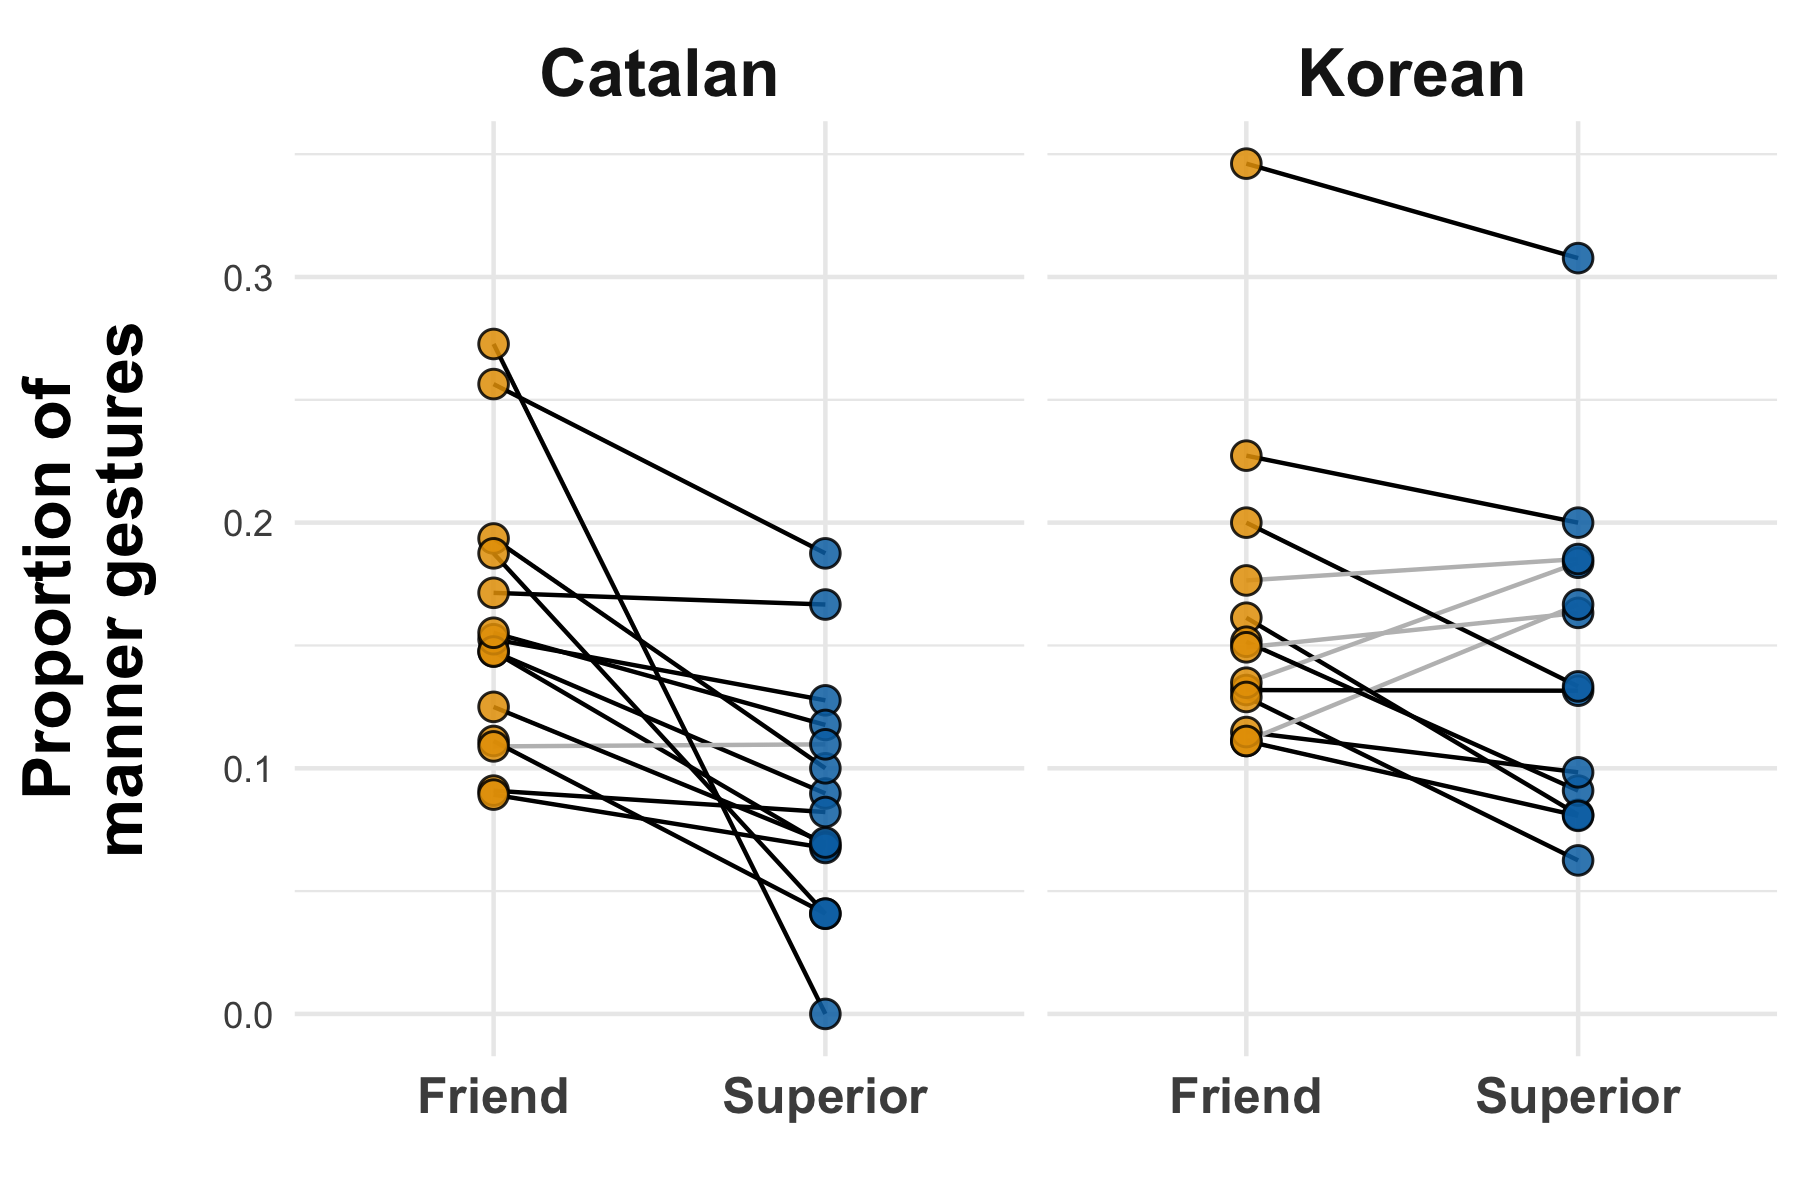 Catalan
Korean
Proportion of
manner gestures
0.3
0.2
0.1
0.0
Friend
Superior
Friend
Superior